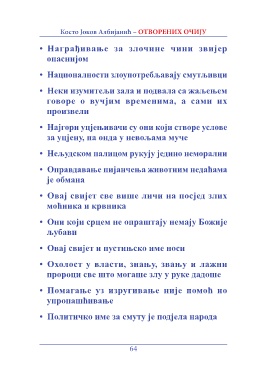 Косто Јоков Албијанић – ОТВОРЕНИХ ОЧИЈУ
• Награђивање за злочине чини звијер
опаснијом
• Националности злоупотребљавају смутљивци
• Неки изумитељи зала и подвала са жаљењем
говоре о вучјим временима, а сами их
произвели
• Најгори уцјењивачи су они који створе услове
за уцјену, па онда у невољама муче
• Нељудском палицом рукују једино неморални
• Оправдавање пијанчења животним недаћама
је обмана
• Овај свијет све више личи на посјед злих
моћника и крвника
• Они који срцем не опраштају немају Божије
љубави
• Овај свијет и пустињско име носи
• Охолост у власти, знању, звању и лажни
пророци све што могаше злу у руке дадоше
• Помагање уз изругивање није помоћ но
упропашћивање
• Политичко име за смуту је подјела народа
64